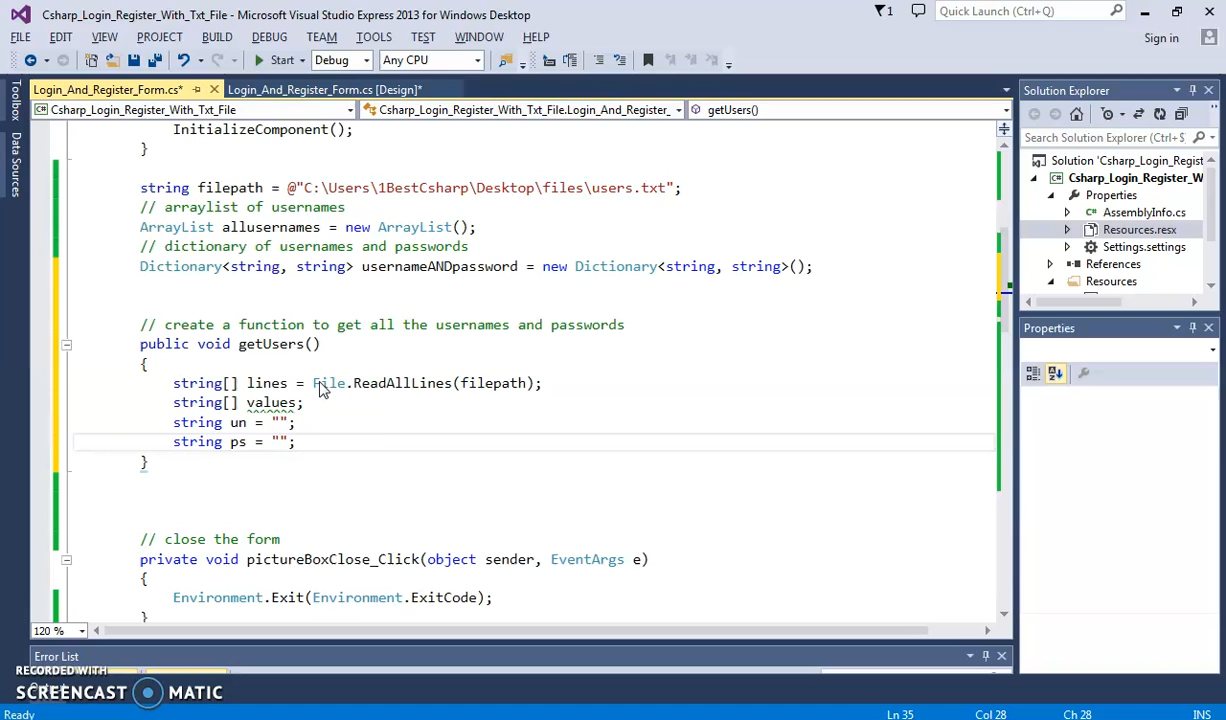 Csharp_Login_Register_With_Txt_File - Microsoft Visual Studio Express 2013 for Windows Desktop
1
Quick Launch (Ctrl+Q)
FILE EDIT VIEW PROJECT BUILD DEBUG TEAM TOOLS TEST WINDOW HELP
Sign in
Start Debug Any CPU
Toolbox
Data Sources
Login_And_Register_Form.cs* Login_And_Register_Form.cs [Design]*
Csharp_Login_Register_With_Txt_File Csharp_Login_Register_With_Txt_File.Login_And_Register_ getUsers()
InitializeComponent();
}
string filepath = @"C:\Users\1BestCsharp\Desktop\files\users.txt";
// arraylist of usernames
ArrayList allusernames = new ArrayList();
// dictionary of usernames and passwords
Dictionary<string, string> usernameANDpassword = new Dictionary<string, string>();
// create a function to get all the usernames and passwords
public void getUsers()
{
string[] lines = File.ReadAllLines(filepath);
string[] values;
string un = "";
string ps = "";
}
// close the form
private void pictureBoxClose_Click(object sender, EventArgs e)
{
Environment.Exit(Environment.ExitCode);
}
120 %
Error List
Solution Explorer
Search Solution Explorer (Ctrl+$)
Solution 'Csharp_Login_Regist
Csharp_Login_Register_W
Properties
AssemblyInfo.cs
Resources.resx
Settings.settings
References
Resources
Properties
RECORDED WITH
SCREENCAST MATIC
Ready Ln 35 Col 28 Ch 28 INS